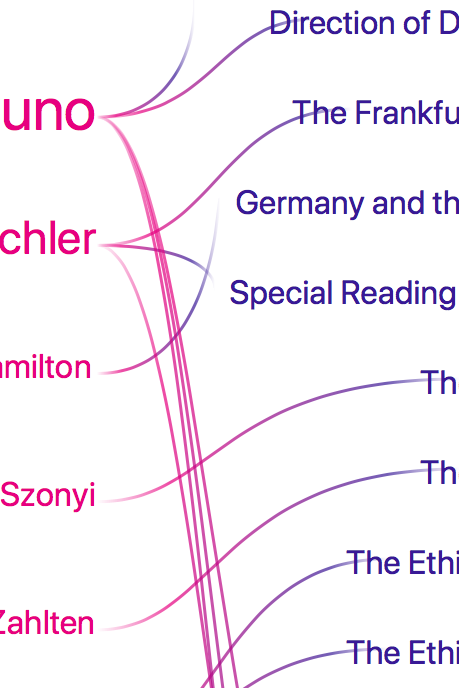 Direction of D
uno
The Frankfu
Germany and th
chler
Special Reading
amilton
Th
Th
Szonyi
The Ethi
Zahlten
The Ethi